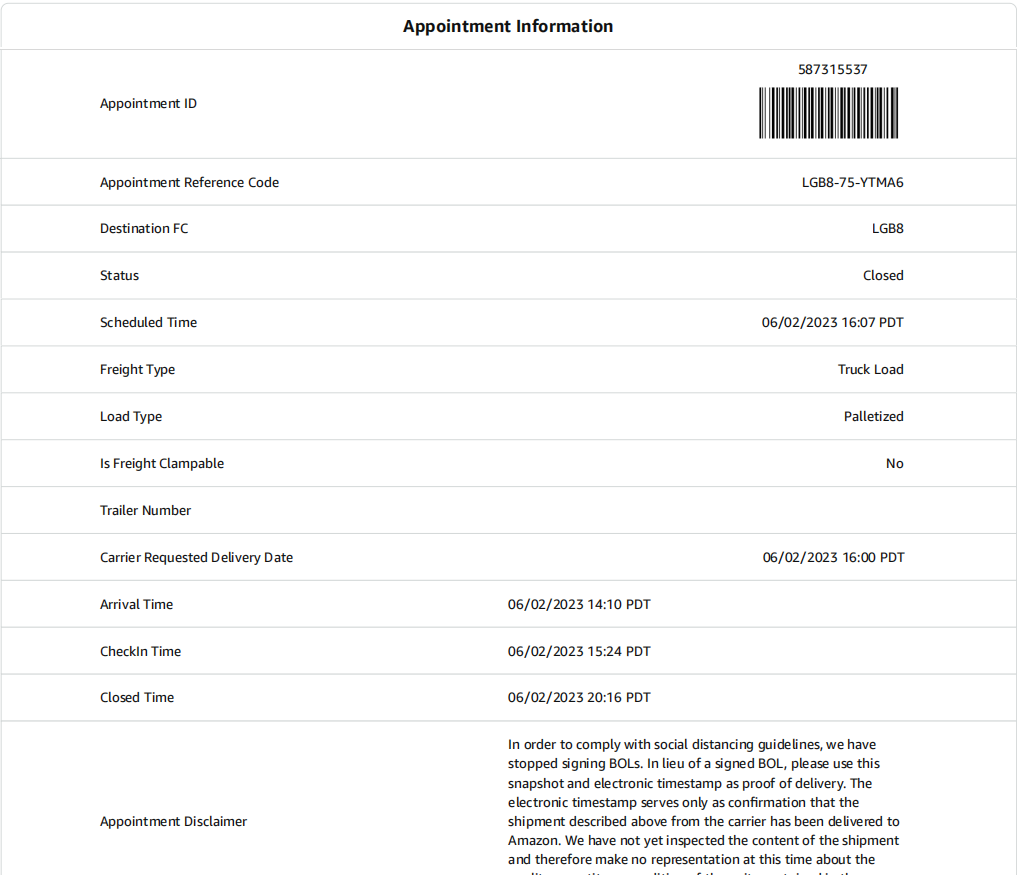 Appointment Information
587315537
Appointment ID
Appointment Reference Code LGB8-75-YTMA6
Destination FC LGB8
Status Closed
Scheduled Time 06/02/2023 16:07 PDT
Freight Type Truck Load
Load Type Palletized
Is Freight Clampable No
Trailer Number
Carrier Requested Delivery Date 06/02/2023 16:00 PDT
Arrival Time 06/02/2023 14:10 PDT
CheckIn Time 06/02/2023 15:24 PDT
Closed Time 06/02/2023 20:16 PDT
In order to comply with social distancing guidelines, we have
stopped signing BOLs. In lieu of a signed BOL, please use this
snapshot and electronic timestamp as proof of delivery. The
electronic timestamp serves only as confirmation that the
Appointment Disclaimer shipment described above from the carrier has been delivered to
Amazon. We have not yet inspected the content of the shipment
and therefore make no representation at this time about the